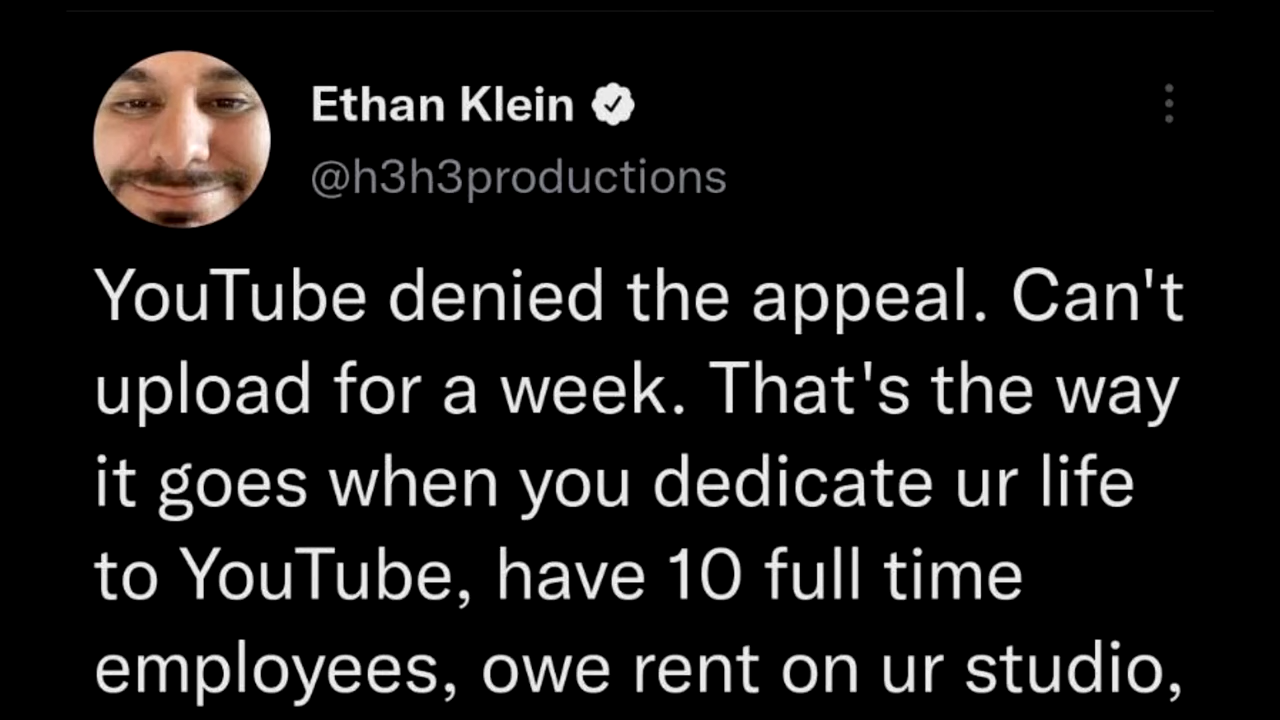 Ethan Klein
@h3h3productions
YouTube denied the appeal. Can't
upload for a week. That's the way
it goes when you dedicate ur life
to YouTube, have 10 full time
employees, owe rent on ur studio,